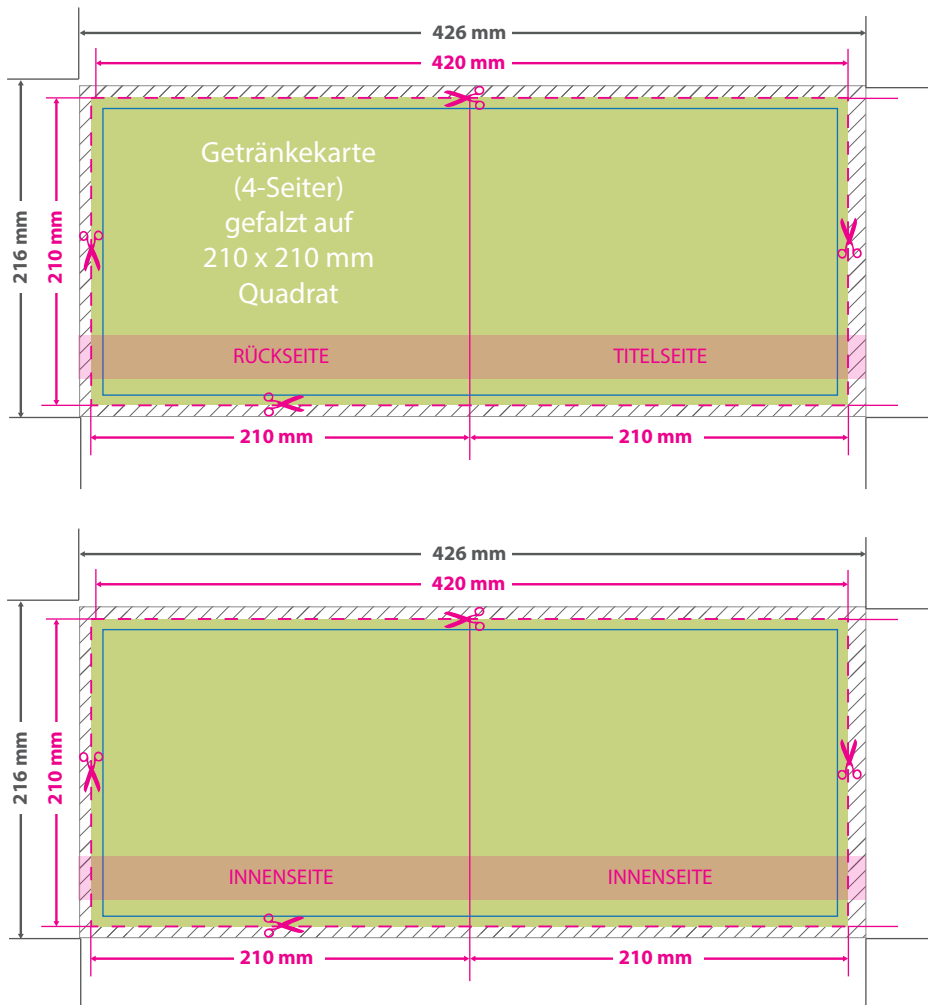 426 mm
420 mm
216 mm
210 mm
Getränkekarte
(4-Seiter)
gefalzt auf
210 x 210 mm
Quadrat
RÜCKSEITE
TITELSEITE
210 mm
210 mm
426 mm
420 mm
216 mm
210 mm
INNENSEITE
INNENSEITE
210 mm
210 mm